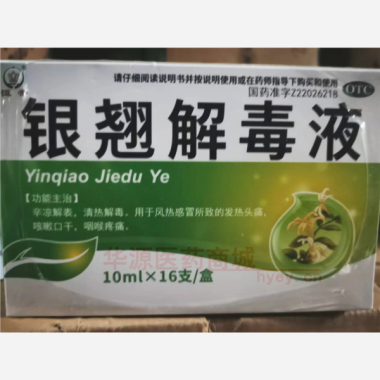 请仔细阅读说明书并按说明使用或在药师指导下购买和使用
国药准字Z22026218
OTC
银翘解毒液
Yinqiao Jiedu Ye
【功能主治】
辛凉解表，清热解毒。用于风热感冒所致的发热头痛，
咳嗽口干，咽喉疼痛。
华源医药商城
10ml×16支/盒